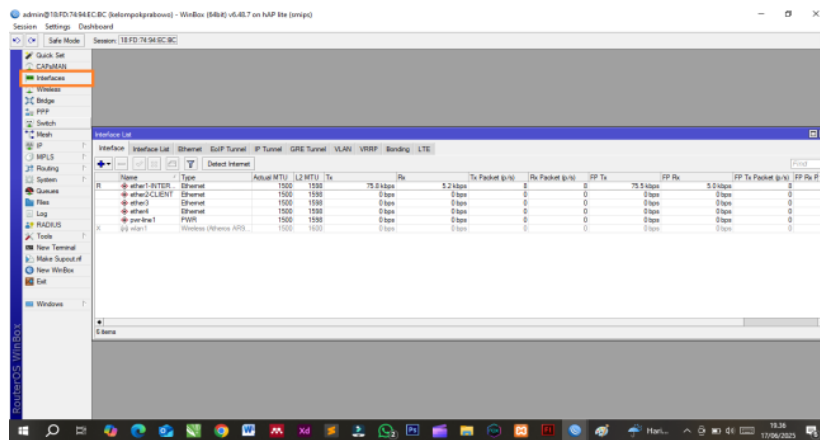 admin@18:FD:74:94:EC:BC (kelompokprabowo) - WinBox (64bit) v6.48.7 on hAP lite (smips)
Session Settings Dashboard
Safe Mode Session: 18:FD:74:94:EC:BC
Quick Set
CAPsMAN
Interfaces
Wireless
Bridge
PPP
Switch
Mesh
IP
MPLS
Routing
System
Queues
Files
Log
RADIUS
Tools
New Terminal
Make Supout.rif
New WinBox
Exit
Windows
RouterOS WinBox
Interface List
Interface Interface List Ethernet EoIP Tunnel IP Tunnel GRE Tunnel VLAN VRRP Bonding LTE
Detect Internet Find
Name Type Actual MTU L2 MTU Tx Rx Tx Packet (p/s) Rx Packet (p/s) FP Tx FP Rx FP Tx Packet (p/s) FP Rx P
R ether1-INTER... Ethernet 1500 1598 75.8 kbps 5.2 kbps 8 8 75.5 kbps 5.0 kbps 8
ether2-CLIENT Ethernet 1500 1598 0 bps 0 bps 0 0 0 bps 0 bps 0
ether3 Ethernet 1500 1598 0 bps 0 bps 0 0 0 bps 0 bps 0
ether4 Ethernet 1500 1598 0 bps 0 bps 0 0 0 bps 0 bps 0
pwr-line1 PWR 1500 1598 0 bps 0 bps 0 0 0 bps 0 bps 0
X wlan1 Wireless (Atheros AR9... 1500 1600 0 bps 0 bps 0 0 0 bps 0 bps 0
6 items
Hari...
19.36
17/06/2025